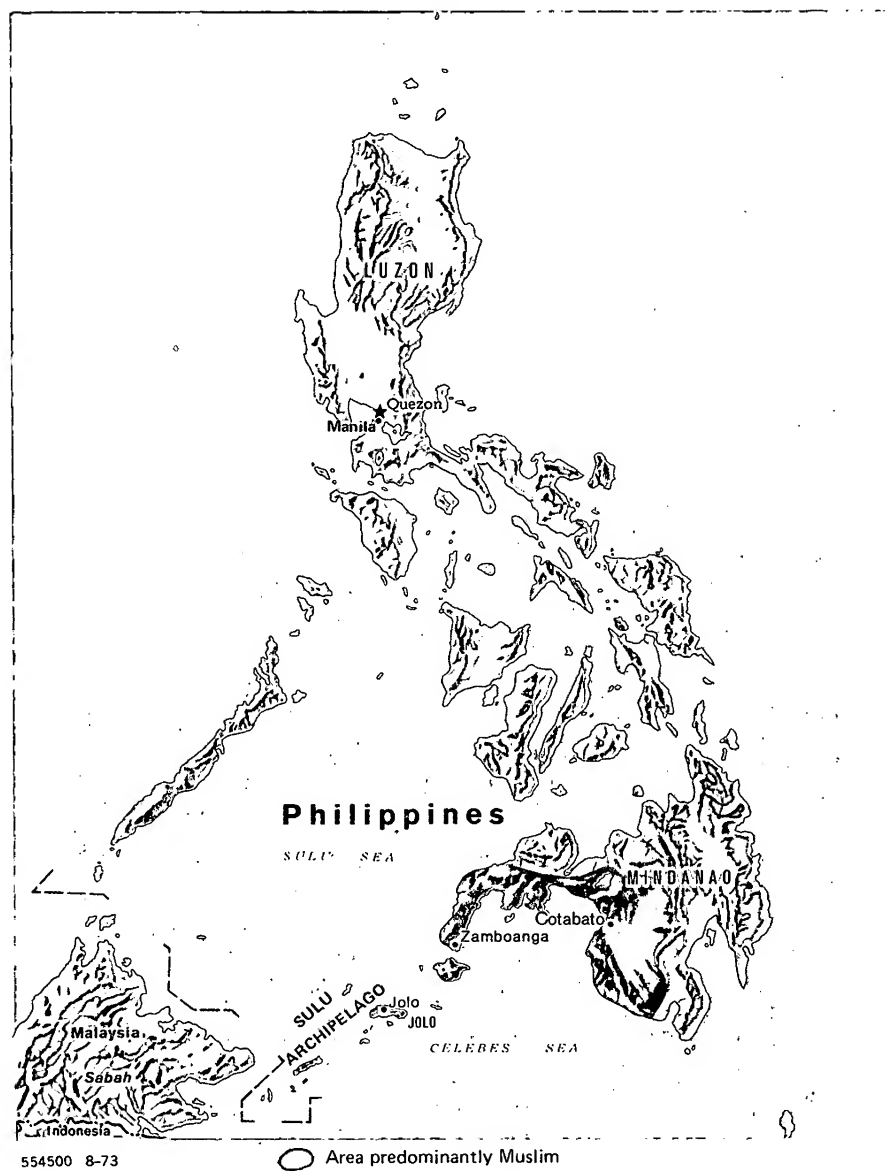 LUZON
Quezon
Manila
Philippines
SULU SEA
MINDANAO
Cotabato
Zamboanga
SULU
ARCHIPELAGO
Jolo
JOLO
CELEBES SEA
Malaysia
Sabah
Indonesia
554500 8-73
Area predominantly Muslim